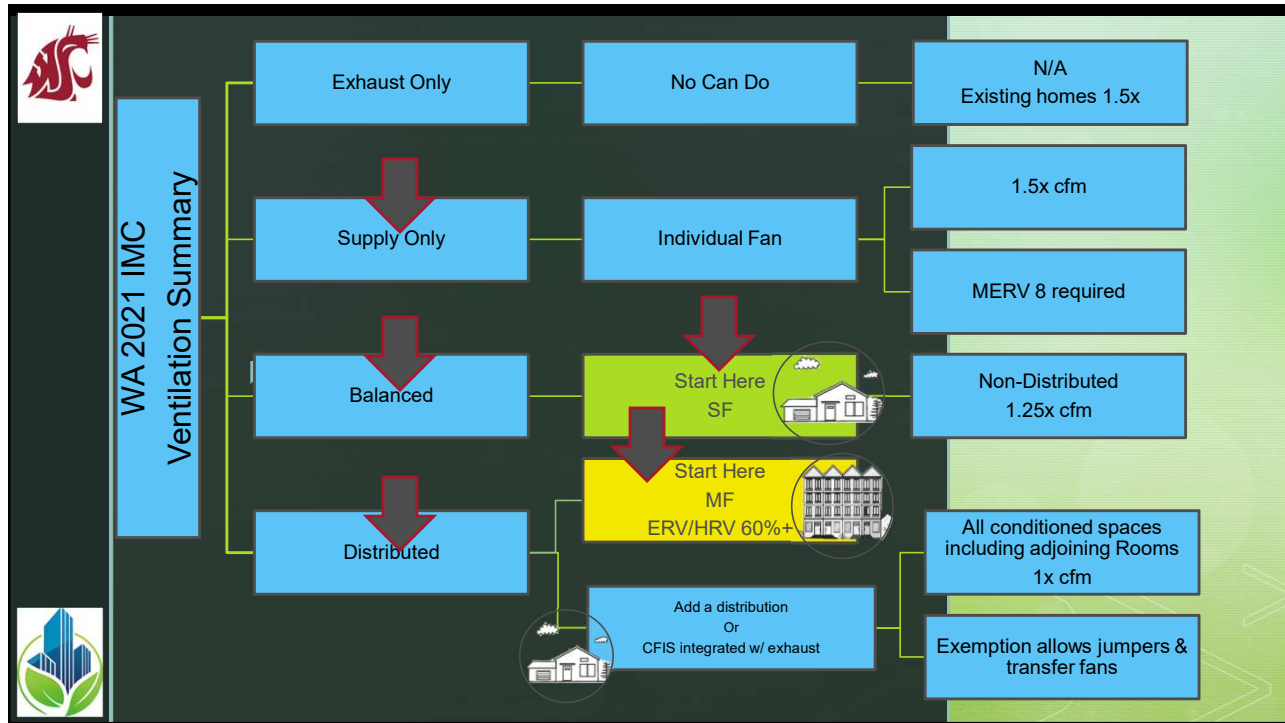 WA 2021 IMC
Ventilation Summary
Exhaust Only
No Can Do
N/A
Existing homes 1.5x
Supply Only
Individual Fan
1.5x cfm
MERV 8 required
Balanced
Start Here
SF
Non-Distributed
1.25x cfm
Distributed
Start Here
MF
ERV/HRV 60%+
Add a distribution
Or
CFIS integrated w/ exhaust
All conditioned spaces
including adjoining Rooms
1x cfm
Exemption allows jumpers &
transfer fans